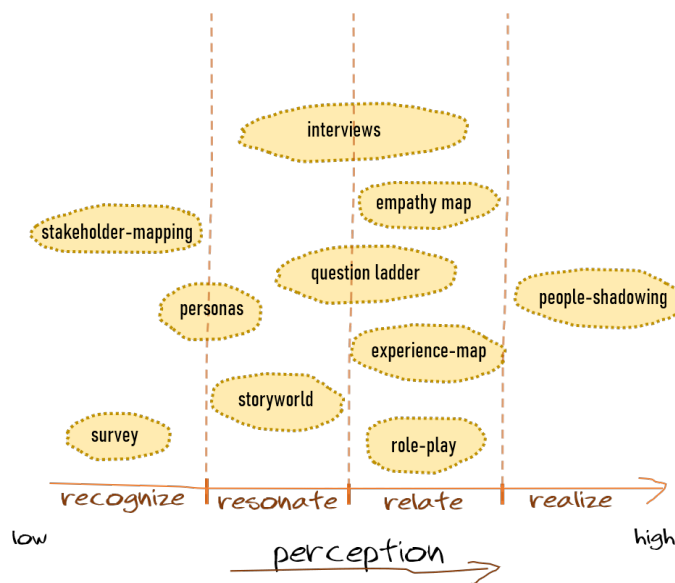 interviews
empathy map
stakeholder-mapping
question ladder
people-shadowing
personas
experience-map
storyworld
survey
role-play
recognize
resonate
relate
realize
low
high
perception